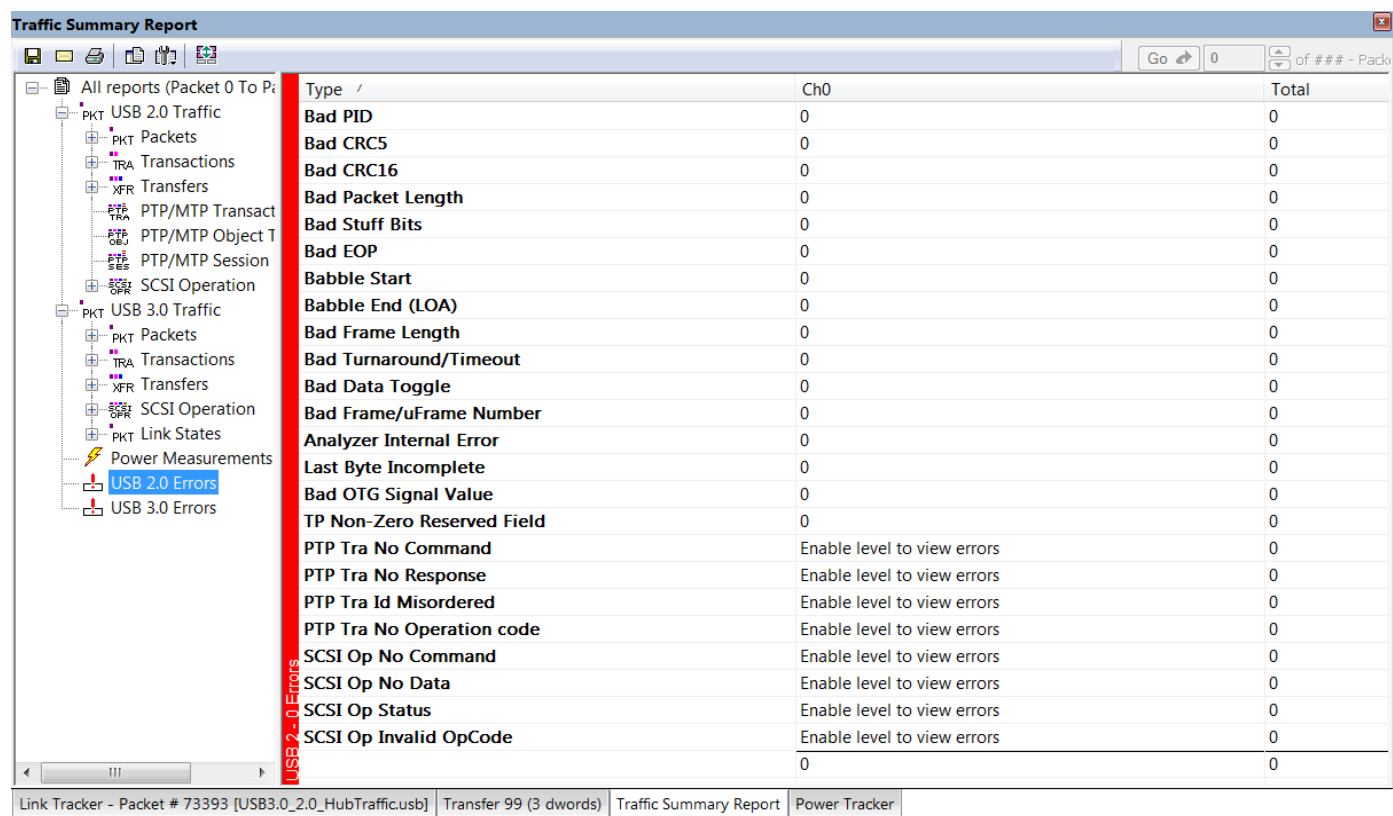 Traffic Summary Report
Go 0 of ### - Pack
All reports (Packet 0 To Pa
PKT USB 2.0 Traffic
PKT Packets
TRA Transactions
XFR Transfers
PTP TRA PTP/MTP Transact
PTP OBJ PTP/MTP Object T
PTP SES PTP/MTP Session
SCSI OPR SCSI Operation
PKT USB 3.0 Traffic
PKT Packets
TRA Transactions
XFR Transfers
SCSI OPR SCSI Operation
PKT Link States
Power Measurements
USB 2.0 Errors
USB 3.0 Errors
USB 2 - 0 Errors
Type / Ch0 Total
Bad PID 0 0
Bad CRC5 0 0
Bad CRC16 0 0
Bad Packet Length 0 0
Bad Stuff Bits 0 0
Bad EOP 0 0
Babble Start 0 0
Babble End (LOA) 0 0
Bad Frame Length 0 0
Bad Turnaround/Timeout 0 0
Bad Data Toggle 0 0
Bad Frame/uFrame Number 0 0
Analyzer Internal Error 0 0
Last Byte Incomplete 0 0
Bad OTG Signal Value 0 0
TP Non-Zero Reserved Field 0 0
PTP Tra No Command Enable level to view errors 0
PTP Tra No Response Enable level to view errors 0
PTP Tra Id Misordered Enable level to view errors 0
PTP Tra No Operation code Enable level to view errors 0
SCSI Op No Command Enable level to view errors 0
SCSI Op No Data Enable level to view errors 0
SCSI Op Status Enable level to view errors 0
SCSI Op Invalid OpCode Enable level to view errors 0
0 0
Link Tracker - Packet # 73393 [USB3.0_2.0_HubTraffic.usb] Transfer 99 (3 dwords) Traffic Summary Report Power Tracker